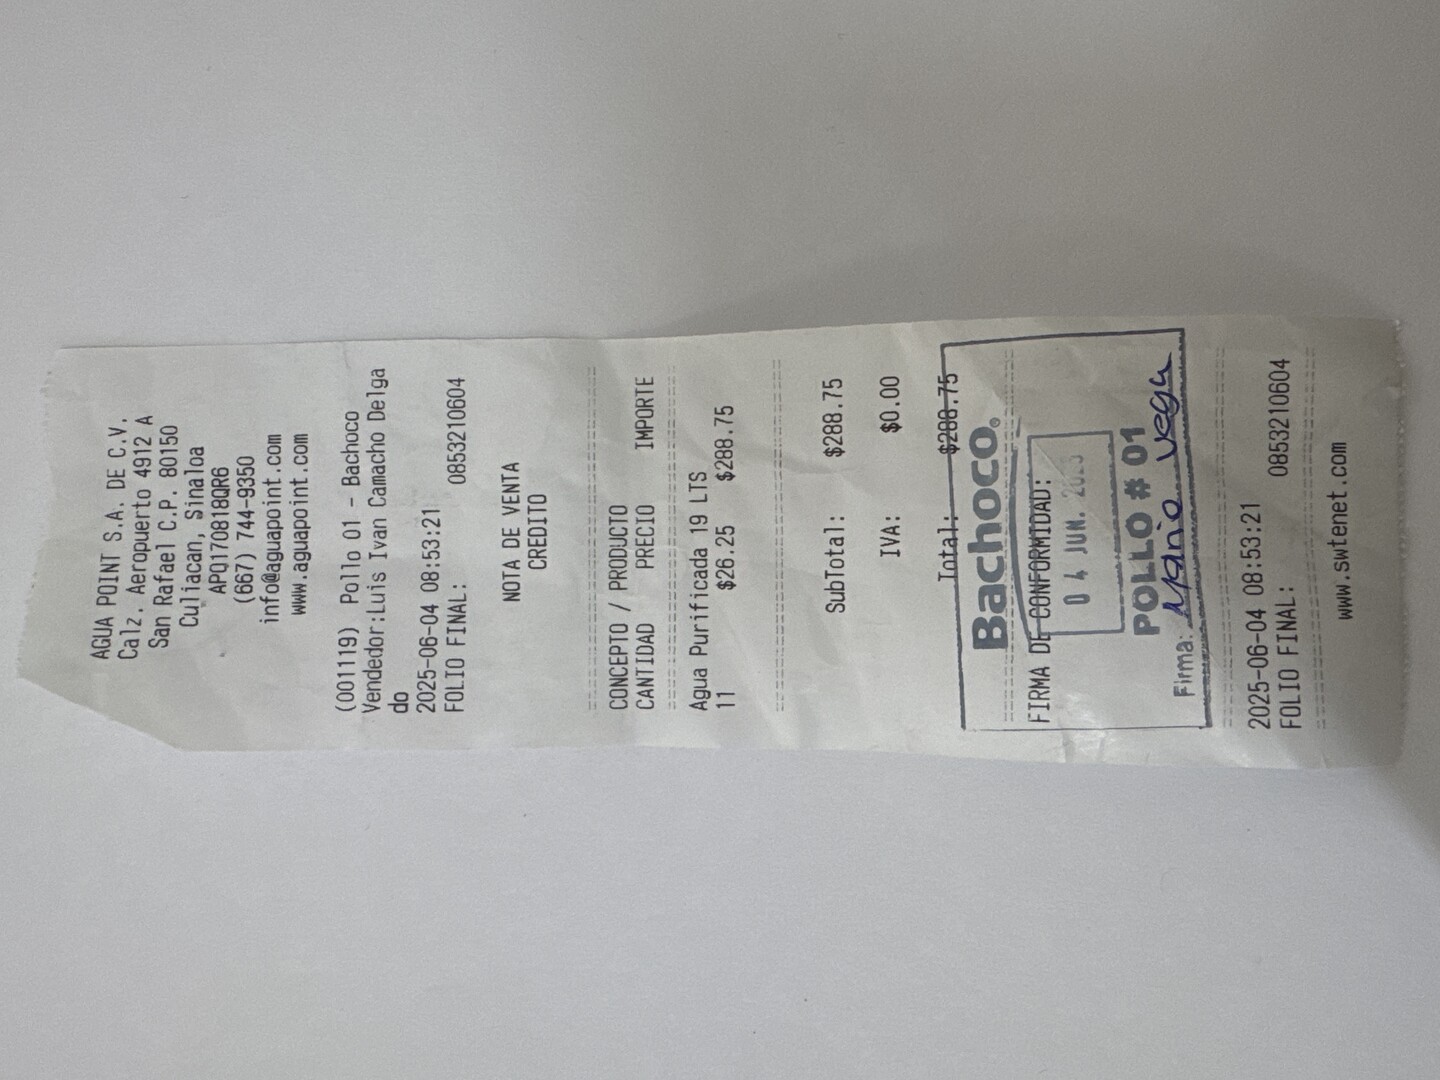 AGUA POINT S.A. DE C.V.
Calz. Aeropuerto 4912 A
San Rafael C.P. 80150
Culiacan, Sinaloa
APQ170818QR6
(667) 744-9350
info@aguapoint.com
www.aguapoint.com
(001119) Pollo 01 - Bachoco
Vendedor:Luis Ivan Camacho Delga
do
2025-06-04 08:53:21
FOLIO FINAL: 0853210604
NOTA DE VENTA
CREDITO
CONCEPTO / PRODUCTO
CANTIDAD PRECIO IMPORTE
Agua Purificada 19 LTS
11 $26.25 $288.75
SubTotal: $288.75
IVA: $0.00
Total: $288.75
Bachoco®
FIRMA DE CONFORMIDAD:
04 JUN. 2025
POLLO # 01
Firma: Vega
2025-06-04 08:53:21
FOLIO FINAL: 0853210604
www.swtenet.com